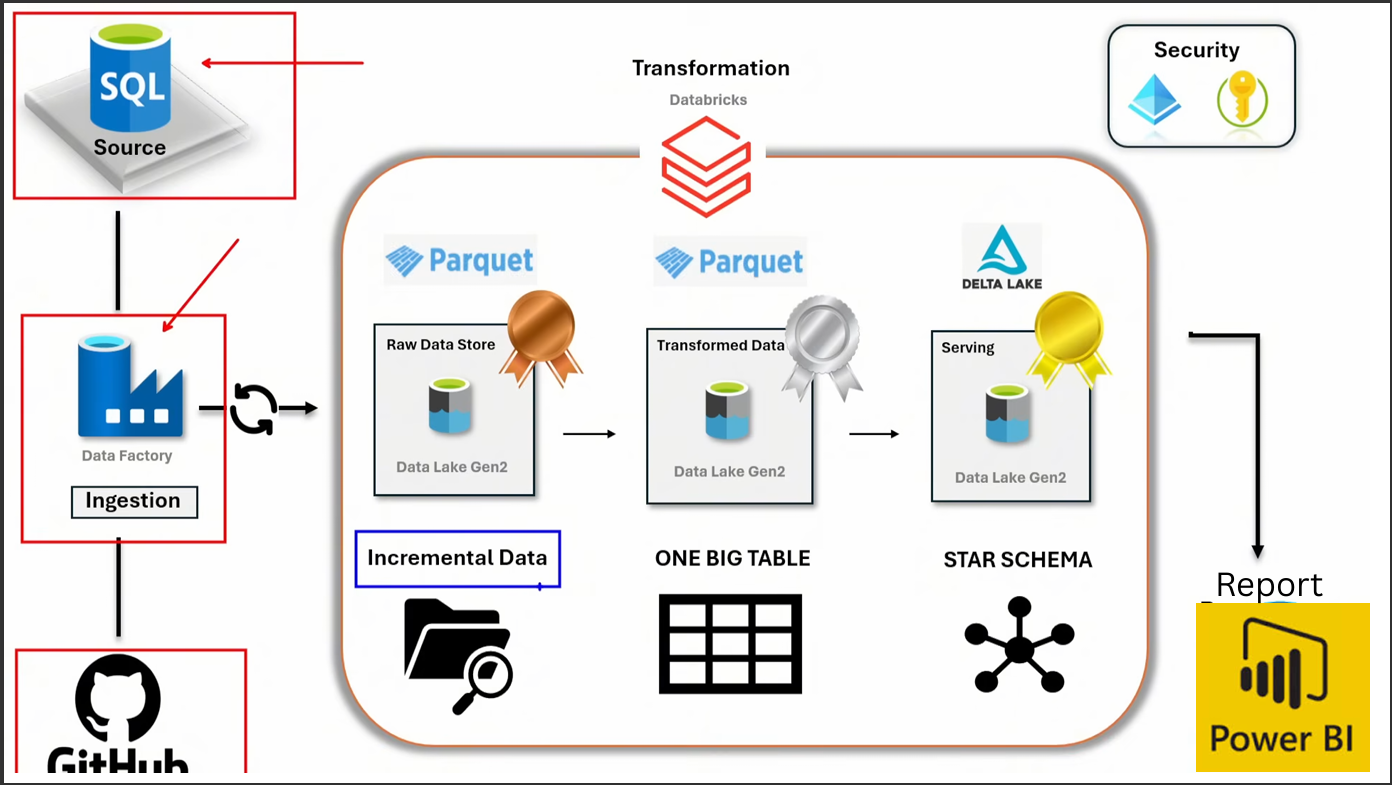 SQL
Source
Transformation
Databricks
Security
Parquet
Parquet
DELTA LAKE
Raw Data Store
Data Lake Gen2
Transformed Data
Data Lake Gen2
Serving
Data Lake Gen2
Data Factory
Ingestion
Incremental Data
ONE BIG TABLE
STAR SCHEMA
Report
Power BI
GitHub